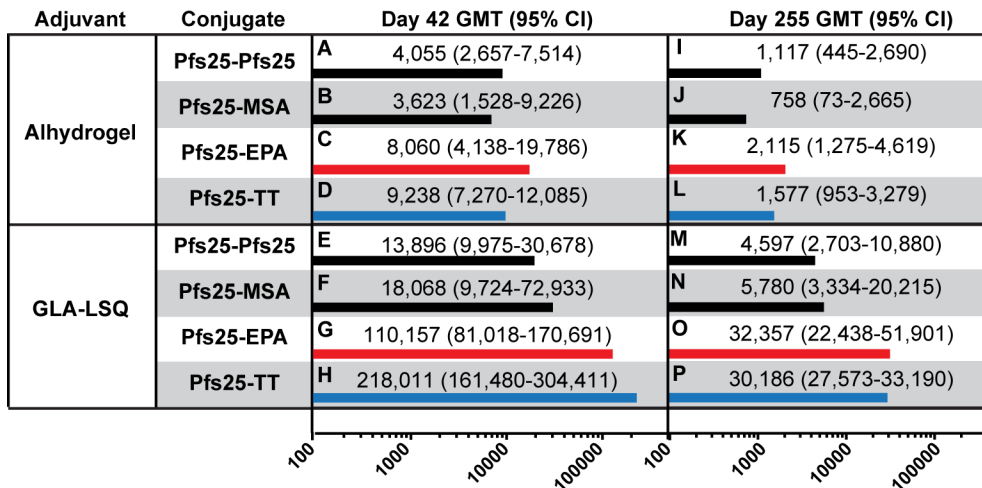 Adjuvant Conjugate Day 42 GMT (95% CI) Day 255 GMT (95% CI)
Alhydrogel
Pfs25-Pfs25 A 4,055 (2,657-7,514) I 1,117 (445-2,690)
Pfs25-MSA B 3,623 (1,528-9,226) J 758 (73-2,665)
Pfs25-EPA C 8,060 (4,138-19,786) K 2,115 (1,275-4,619)
Pfs25-TT D 9,238 (7,270-12,085) L 1,577 (953-3,279)
GLA-LSQ
Pfs25-Pfs25 E 13,896 (9,975-30,678) M 4,597 (2,703-10,880)
Pfs25-MSA F 18,068 (9,724-72,933) N 5,780 (3,334-20,215)
Pfs25-EPA G 110,157 (81,018-170,691) O 32,357 (22,438-51,901)
Pfs25-TT H 218,011 (161,480-304,411) P 30,186 (27,573-33,190)
100 1000 10000 100000 100 1000 10000 100000